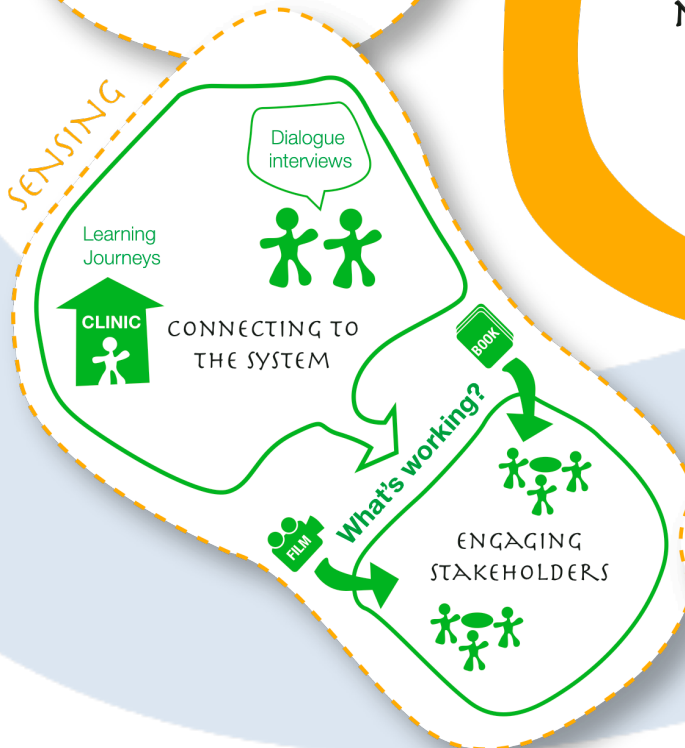 SENSING
Dialogue
interviews
Learning
Journeys
CLINIC
CONNECTING TO
THE SYSTEM
BOOK
What's working?
FILM
ENGAGING
STAKEHOLDERS